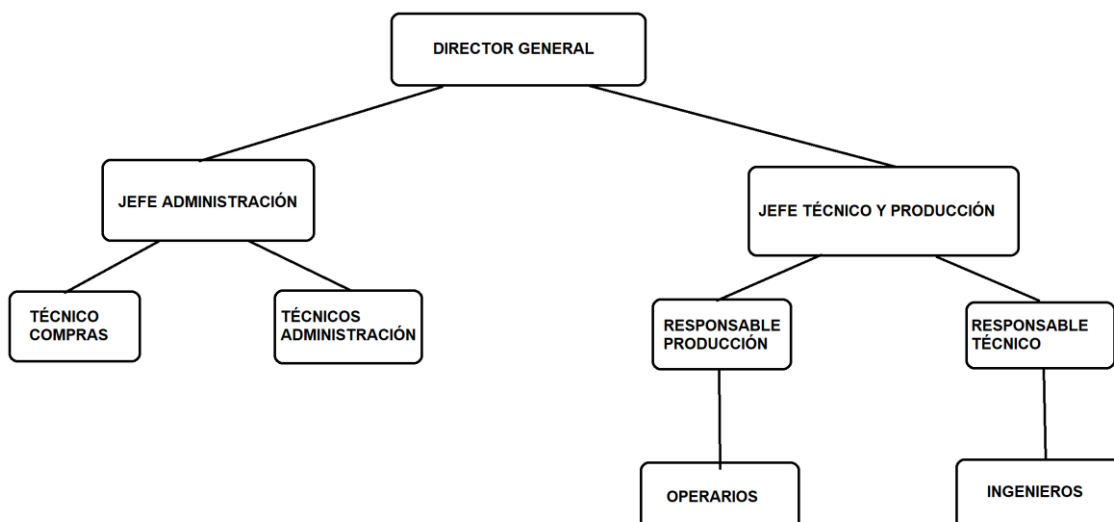 DIRECTOR GENERAL
JEFE ADMINISTRACIÓN
JEFE TÉCNICO Y PRODUCCIÓN
TÉCNICO
COMPRAS
TÉCNICOS
ADMINISTRACIÓN
RESPONSABLE
PRODUCCIÓN
RESPONSABLE
TÉCNICO
OPERARIOS
INGENIEROS